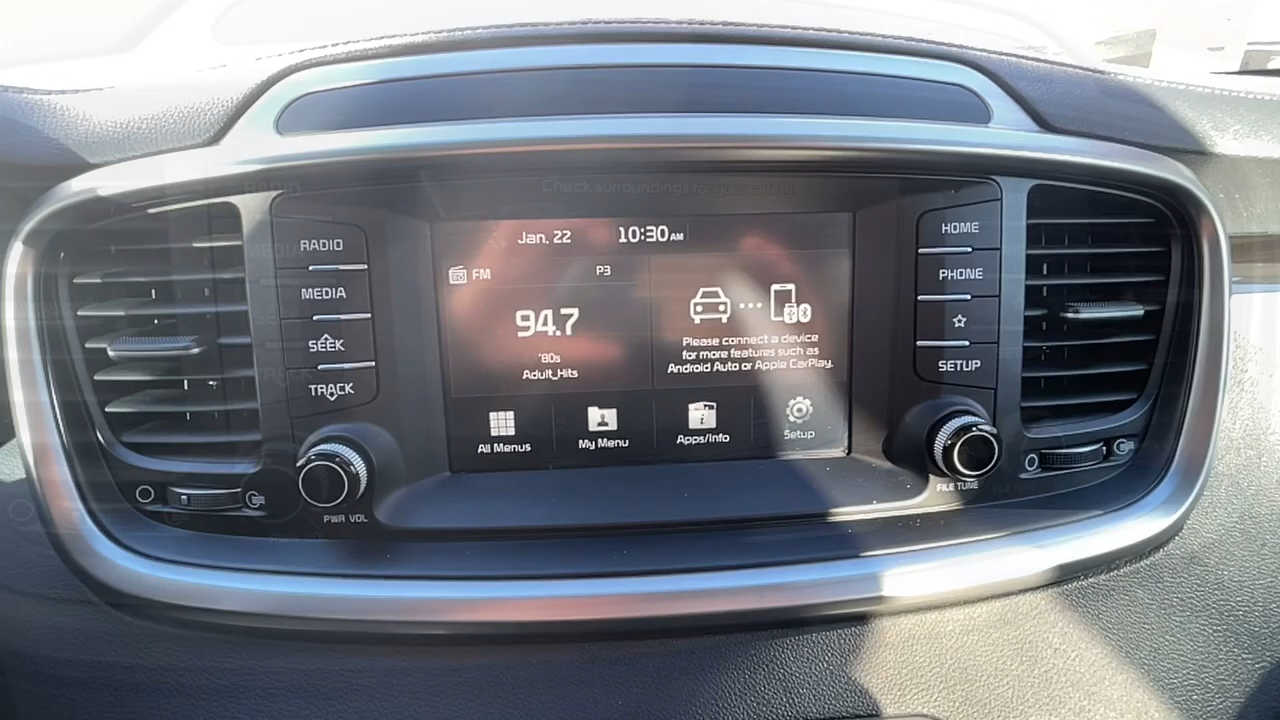 Check surroundings for your safety
RADIO
MEDIA
SEEK
TRACK
PWR VOL
Jan. 22 10:30 AM
FM P3
94.7
'80s
Adult_Hits
Please connect a device
for more features such as
Android Auto or Apple CarPlay.
All Menus
My Menu
Apps/Info
Setup
HOME
PHONE
SETUP
FILE TUNE